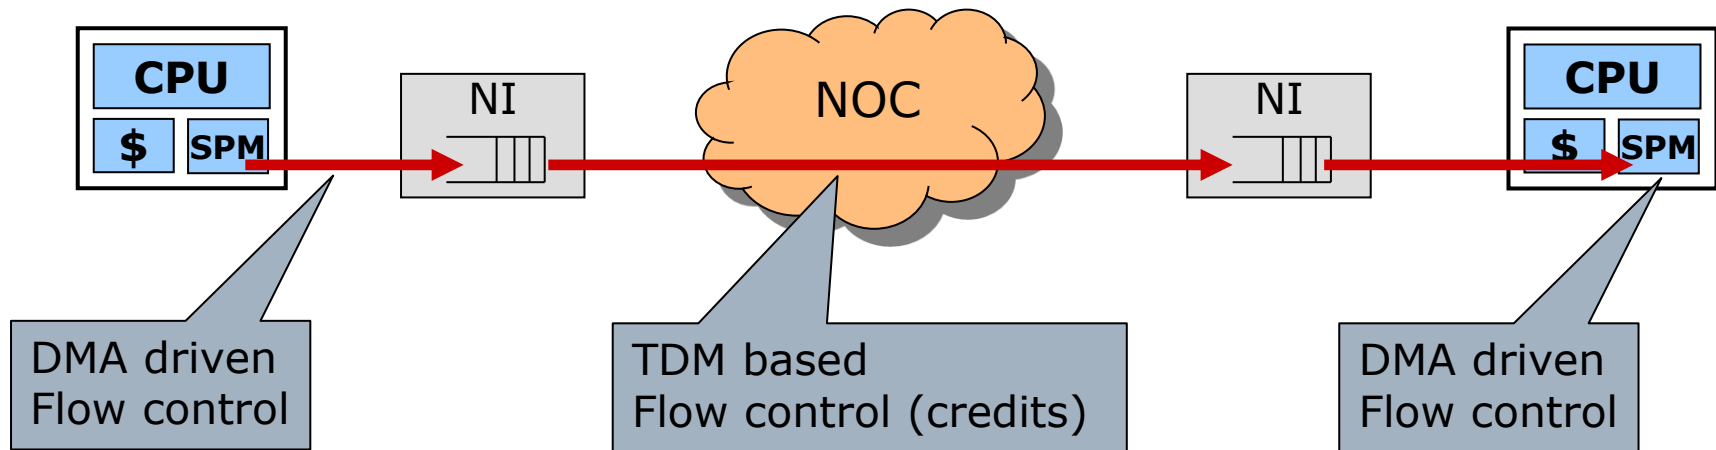 CPU
$ SPM
NI
NOC
NI
CPU
$ SPM
DMA driven
Flow control
TDM based
Flow control (credits)
DMA driven
Flow control